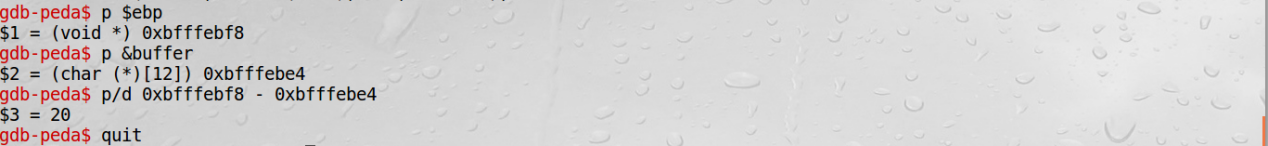 gdb-peda$ p $ebp
$1 = (void *) 0xbfffebf8
gdb-peda$ p &buffer
$2 = (char (*)[12]) 0xbfffebe4
gdb-peda$ p/d 0xbfffebf8 - 0xbfffebe4
$3 = 20
gdb-peda$ quit